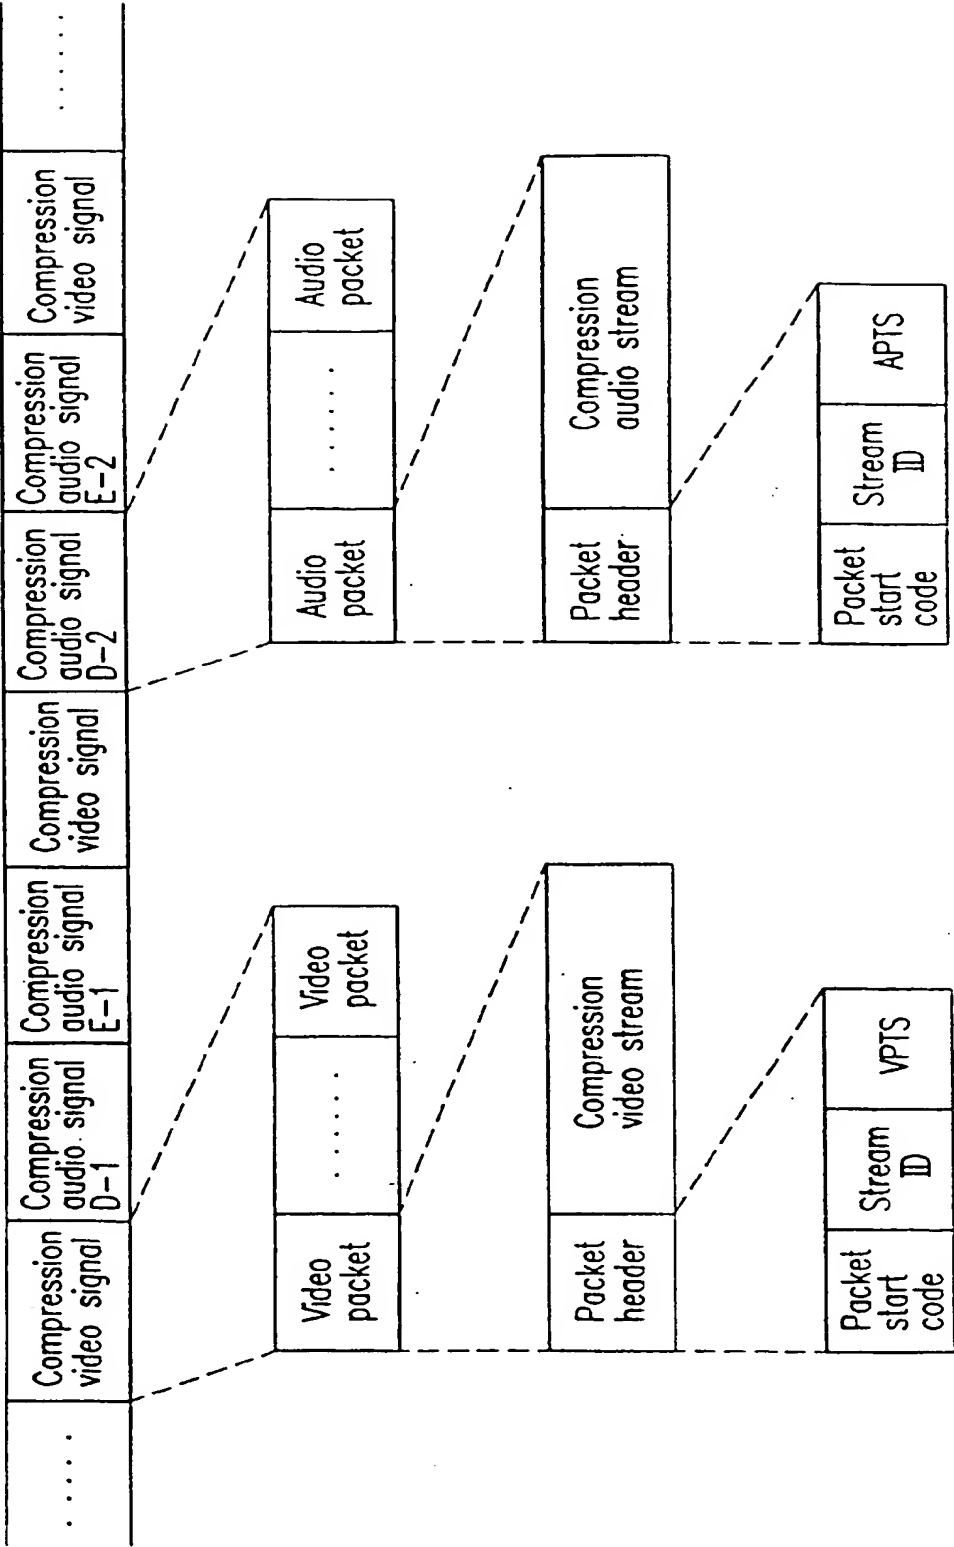 . . . . .
Compression
video signal
Compression
audio signal
D-1
Compression
audio signal
E-1
Compression
video signal
Compression
audio signal
D-2
Compression
audio signal
E-2
Compression
video signal
. . . . .
Video
packet
. . . . . .
Video
packet
Audio
packet
. . . . . .
Audio
packet
Packet
header
Compression
video stream
Packet
header
Compression
audio stream
Packet
start
code
Stream
ID
VPTS
Packet
start
code
Stream
ID
APTS